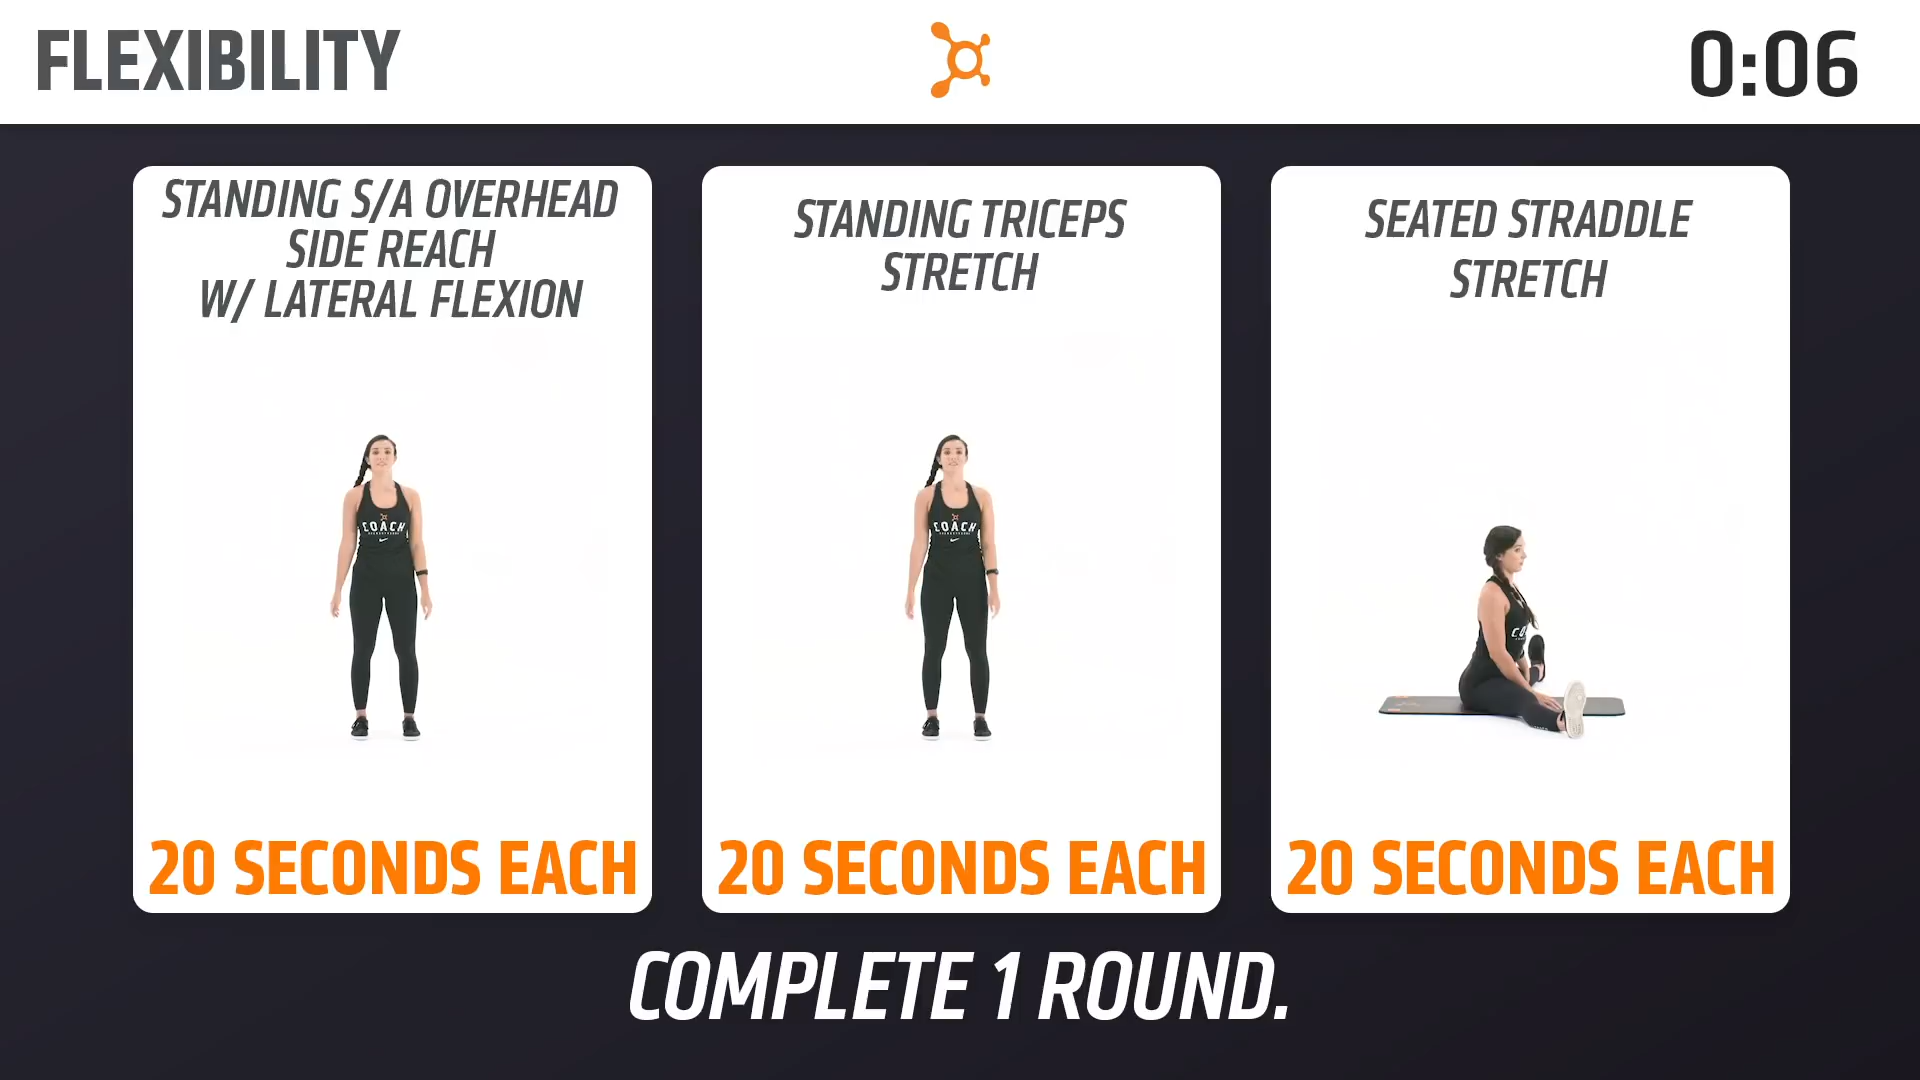 FLEXIBILITY
0:06
STANDING S/A OVERHEAD
SIDE REACH
W/ LATERAL FLEXION
COACH
20 SECONDS EACH
STANDING TRICEPS
STRETCH
COACH
20 SECONDS EACH
SEATED STRADDLE
STRETCH
CO
20 SECONDS EACH
COMPLETE 1 ROUND.